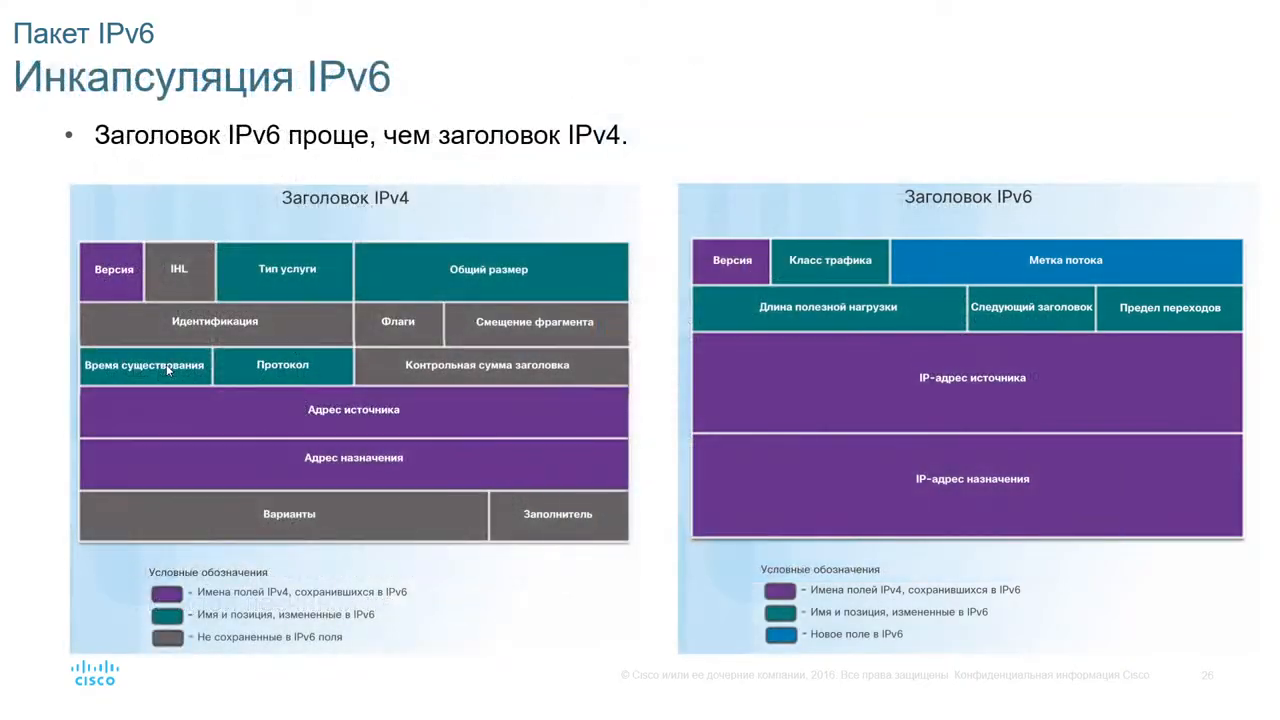 Пакет IPv6
Инкапсуляция IPv6
• Заголовок IPv6 проще, чем заголовок IPv4.
Заголовок IPv4
Версия IHL Тип услуги Общий размер
Идентификация Флаги Смещение фрагмента
Время существования Протокол Контрольная сумма заголовка
Адрес источника
Адрес назначения
Варианты Заполнитель
Условные обозначения
- Имена полей IPv4, сохранившихся в IPv6
- Имя и позиция, измененные в IPv6
- Не сохраненные в IPv6 поля
Заголовок IPv6
Версия Класс трафика Метка потока
Длина полезной нагрузки Следующий заголовок Предел переходов
IP-адрес источника
IP-адрес назначения
Условные обозначения
- Имена полей IPv4, сохранившихся в IPv6
- Имя и позиция, измененные в IPv6
- Новое поле в IPv6
CISCO
© Cisco и/или ее дочерние компании, 2016. Все права защищены. Конфиденциальная информация Cisco
26